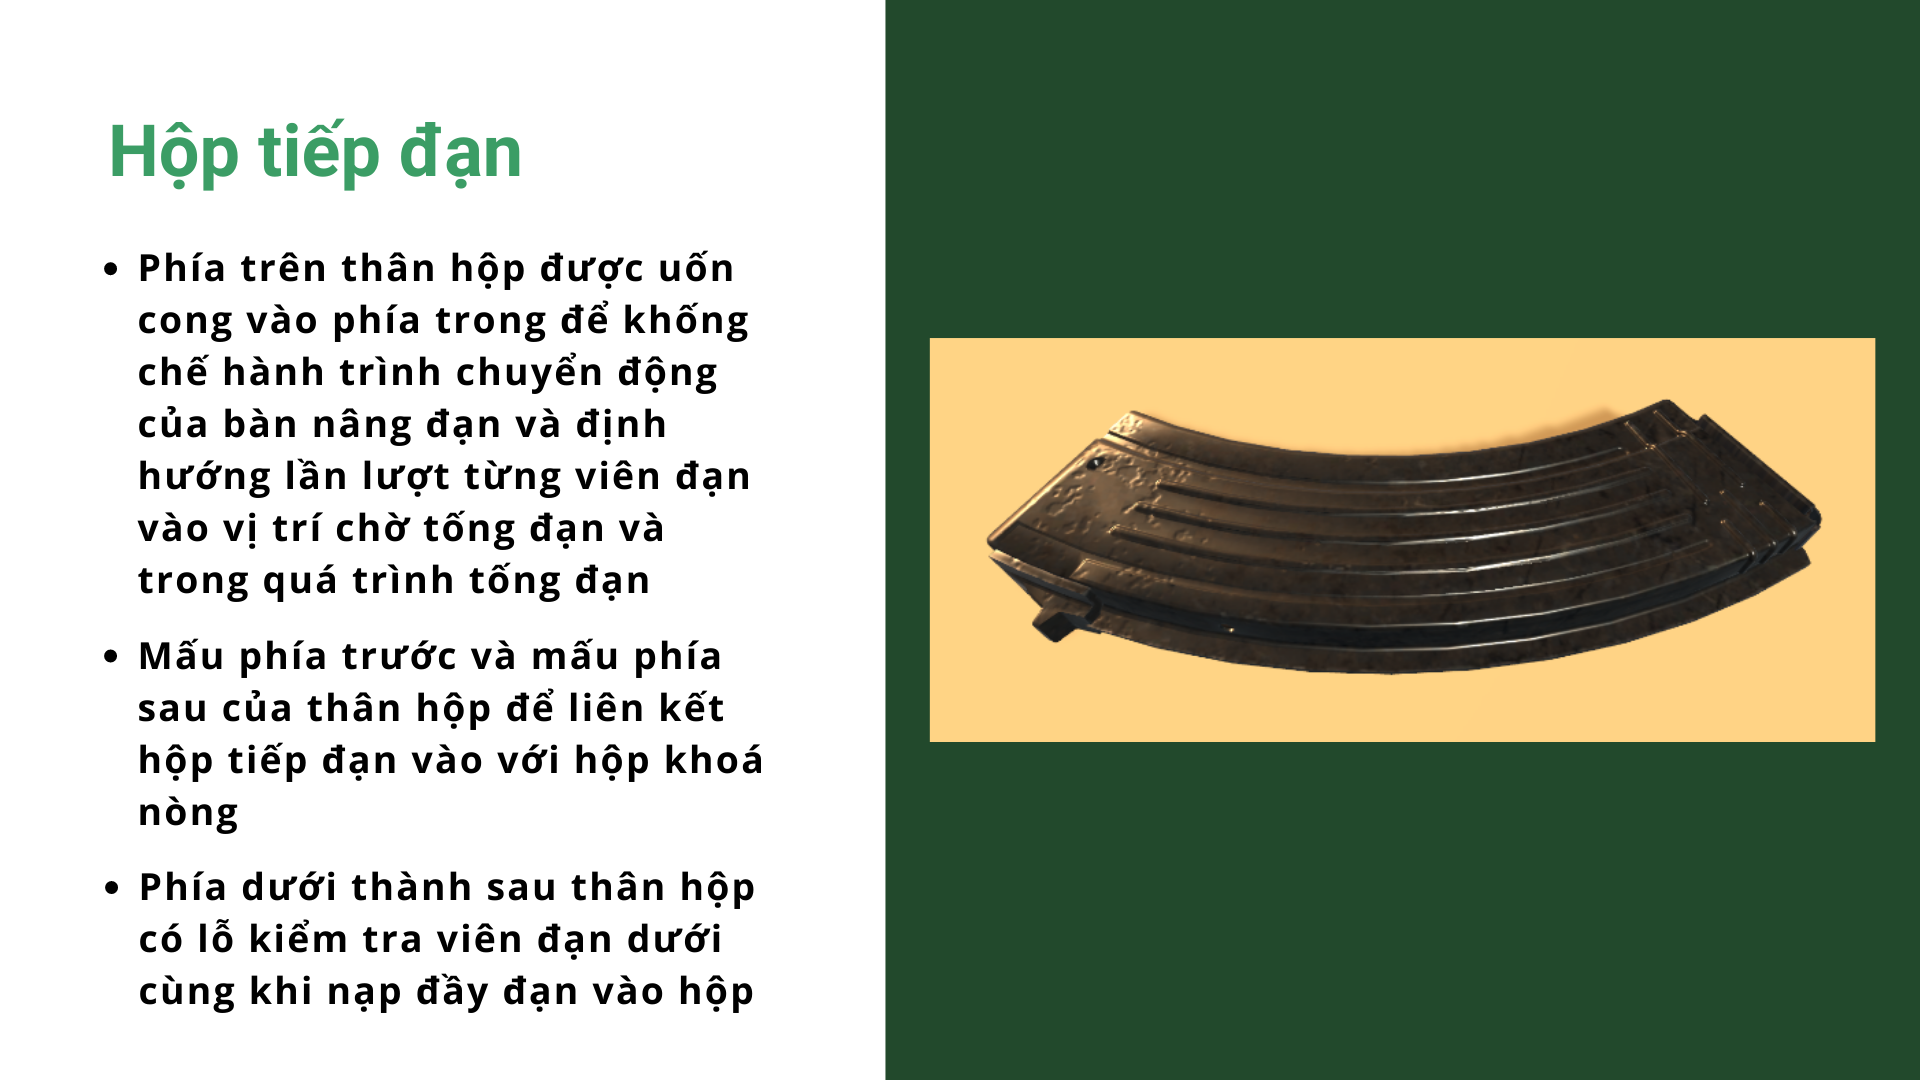 Hộp tiếp đạn
• Phía trên thân hộp được uốn
cong vào phía trong để khống
chế hành trình chuyển động
của bàn nâng đạn và định
hướng lần lượt từng viên đạn
vào vị trí chờ tống đạn và
trong quá trình tống đạn
• Mấu phía trước và mấu phía
sau của thân hộp để liên kết
hộp tiếp đạn vào với hộp khoá
nòng
• Phía dưới thành sau thân hộp
có lỗ kiểm tra viên đạn dưới
cùng khi nạp đầy đạn vào hộp